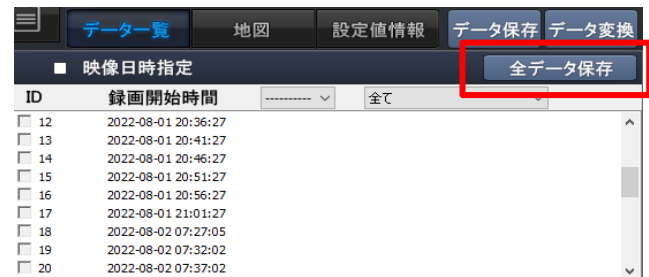 データ一覧 地図 設定値情報 データ保存 データ変換
■ 映像日時指定 全データ保存
ID 録画開始時間 ---------- 全て
12 2022-08-01 20:36:27
13 2022-08-01 20:41:27
14 2022-08-01 20:46:27
15 2022-08-01 20:51:27
16 2022-08-01 20:56:27
17 2022-08-01 21:01:27
18 2022-08-02 07:27:05
19 2022-08-02 07:32:02
20 2022-08-02 07:37:02